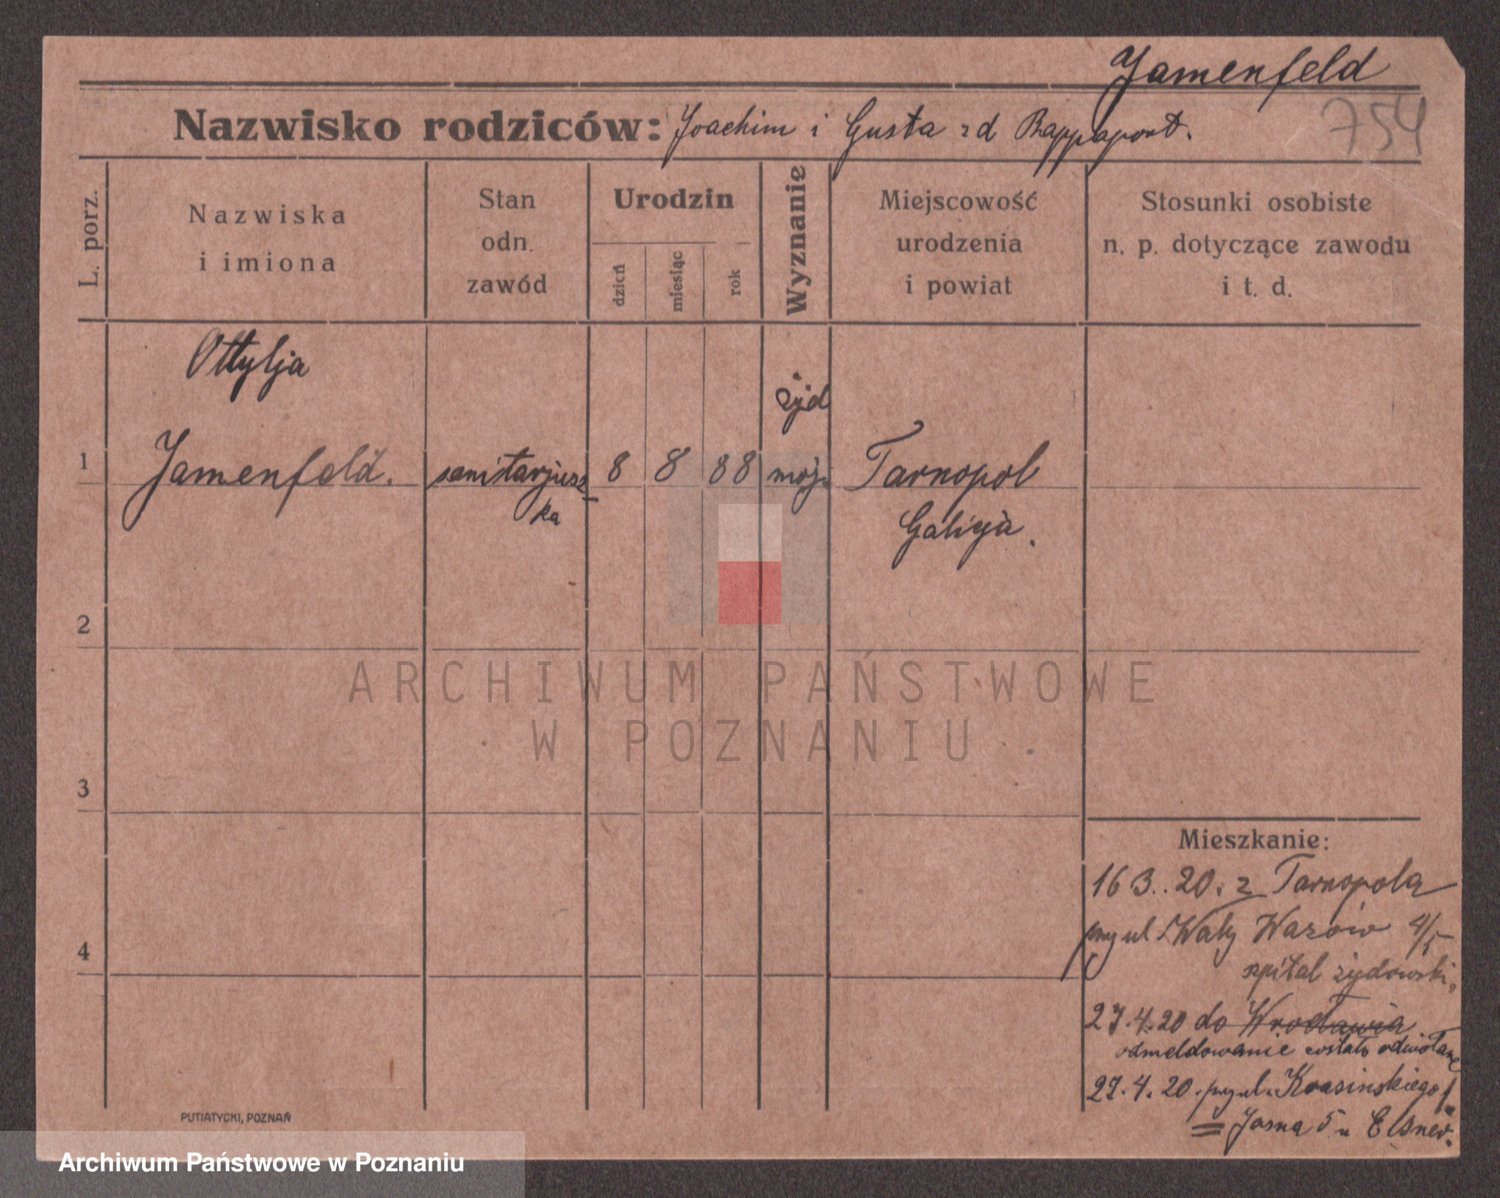 Jamenfeld
754
Nazwisko rodziców: Joachim i Gusta zd Rappaport.
L. porz.
Nazwiska i imiona
Stan odn. zawód
Urodzin
dzień
miesiąc
rok
Wyznanie
Miejscowość urodzenia i powiat
Stosunki osobiste n. p. dotyczące zawodu i t. d.
Ottylja
żyd
1 Jamenfeld. sanitarjusz- 8 8 88 mojż. Tarnopol
ka
Galicja.
2
ARCHIWUM PAŃSTWOWE
W POZNANIU
3
Mieszkanie:
16 3. 20. z Tarnopola
przy ul. Wały Wazów 4/5
szpital żydowski,
4
27.4.20 do Wrocławia
odmeldowanie zostało odwołane
27.4.20. przy ul. Krasińskiego 1
= Jasna 5 u Elsner.
PUTIATYCKI, POZNAŃ
Archiwum Państwowe w Poznaniu